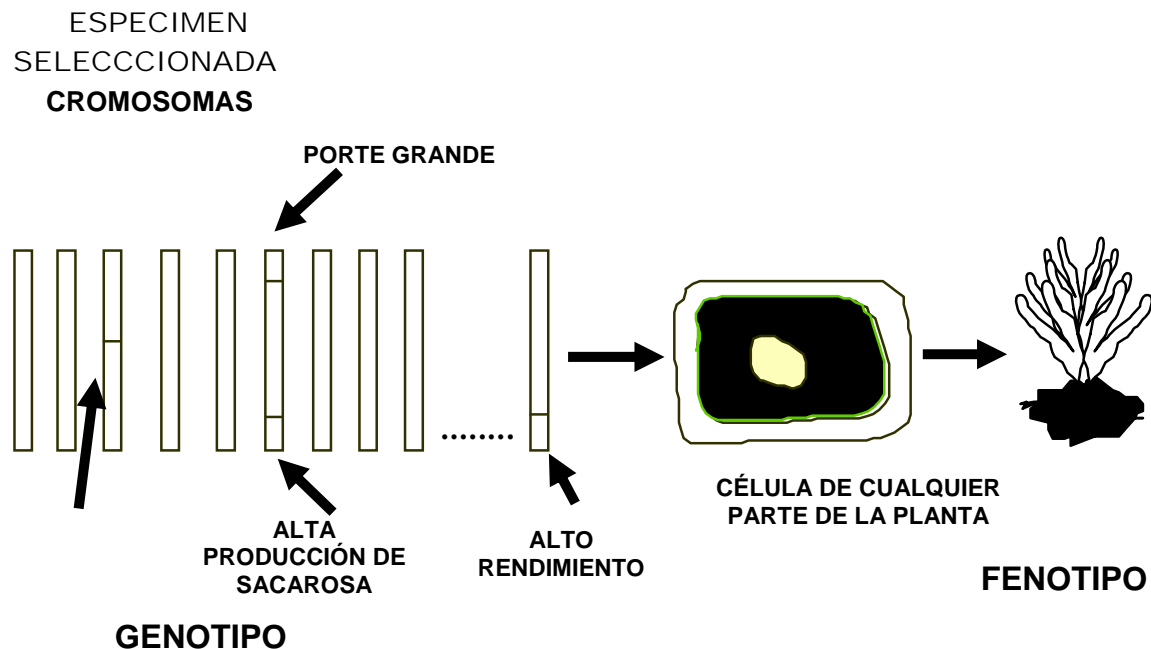 ESPECIMEN
SELECCCIONADA
CROMOSOMAS
PORTE GRANDE
ALTA
PRODUCCIÓN DE
SACAROSA
ALTO
RENDIMIENTO
CÉLULA DE CUALQUIER
PARTE DE LA PLANTA
FENOTIPO
GENOTIPO